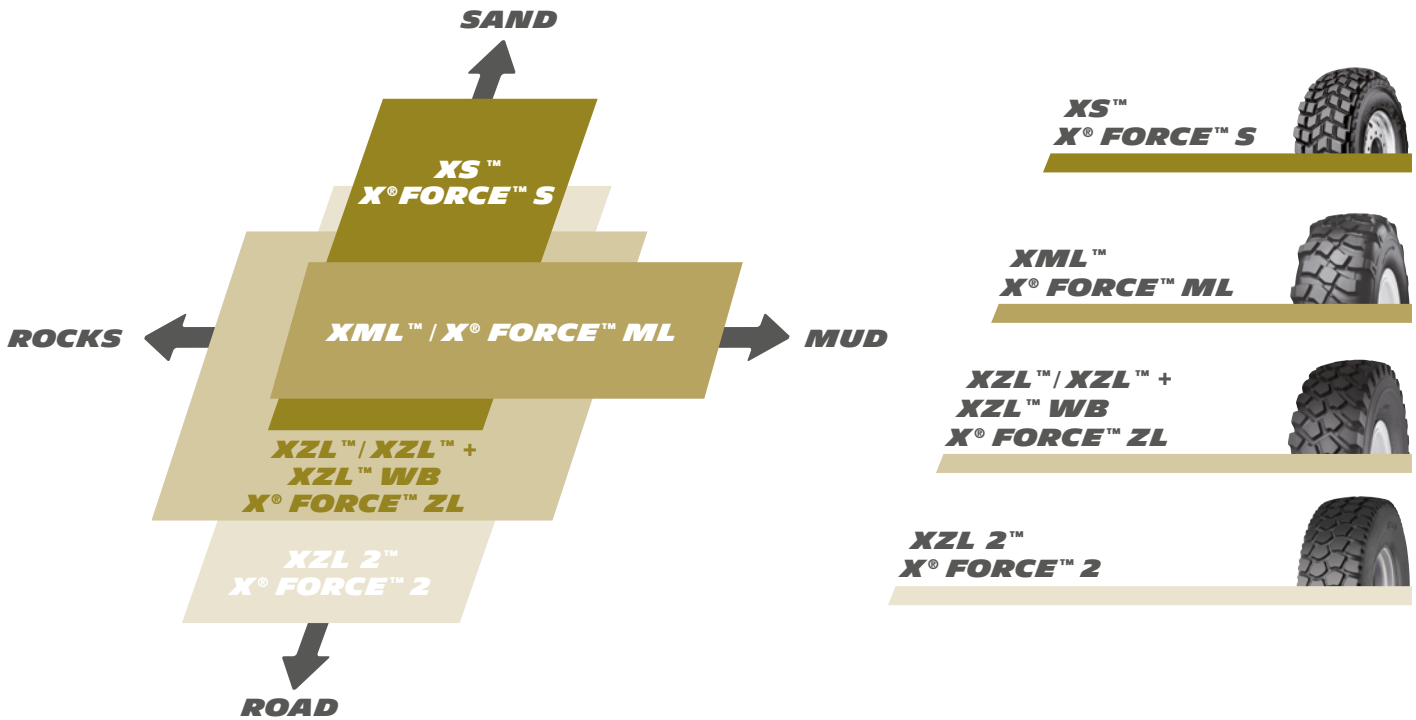 SAND
XS™
X® FORCE™ S
XML™ / X® FORCE™ ML
ROCKS
MUD
XZL™/ XZL™ +
XZL™ WB
X® FORCE™ ZL
XZL 2™
X® FORCE™ 2
ROAD
XS™
X® FORCE™ S
XML™
X® FORCE™ ML
XZL™/ XZL™ +
XZL™ WB
X® FORCE™ ZL
XZL 2™
X® FORCE™ 2